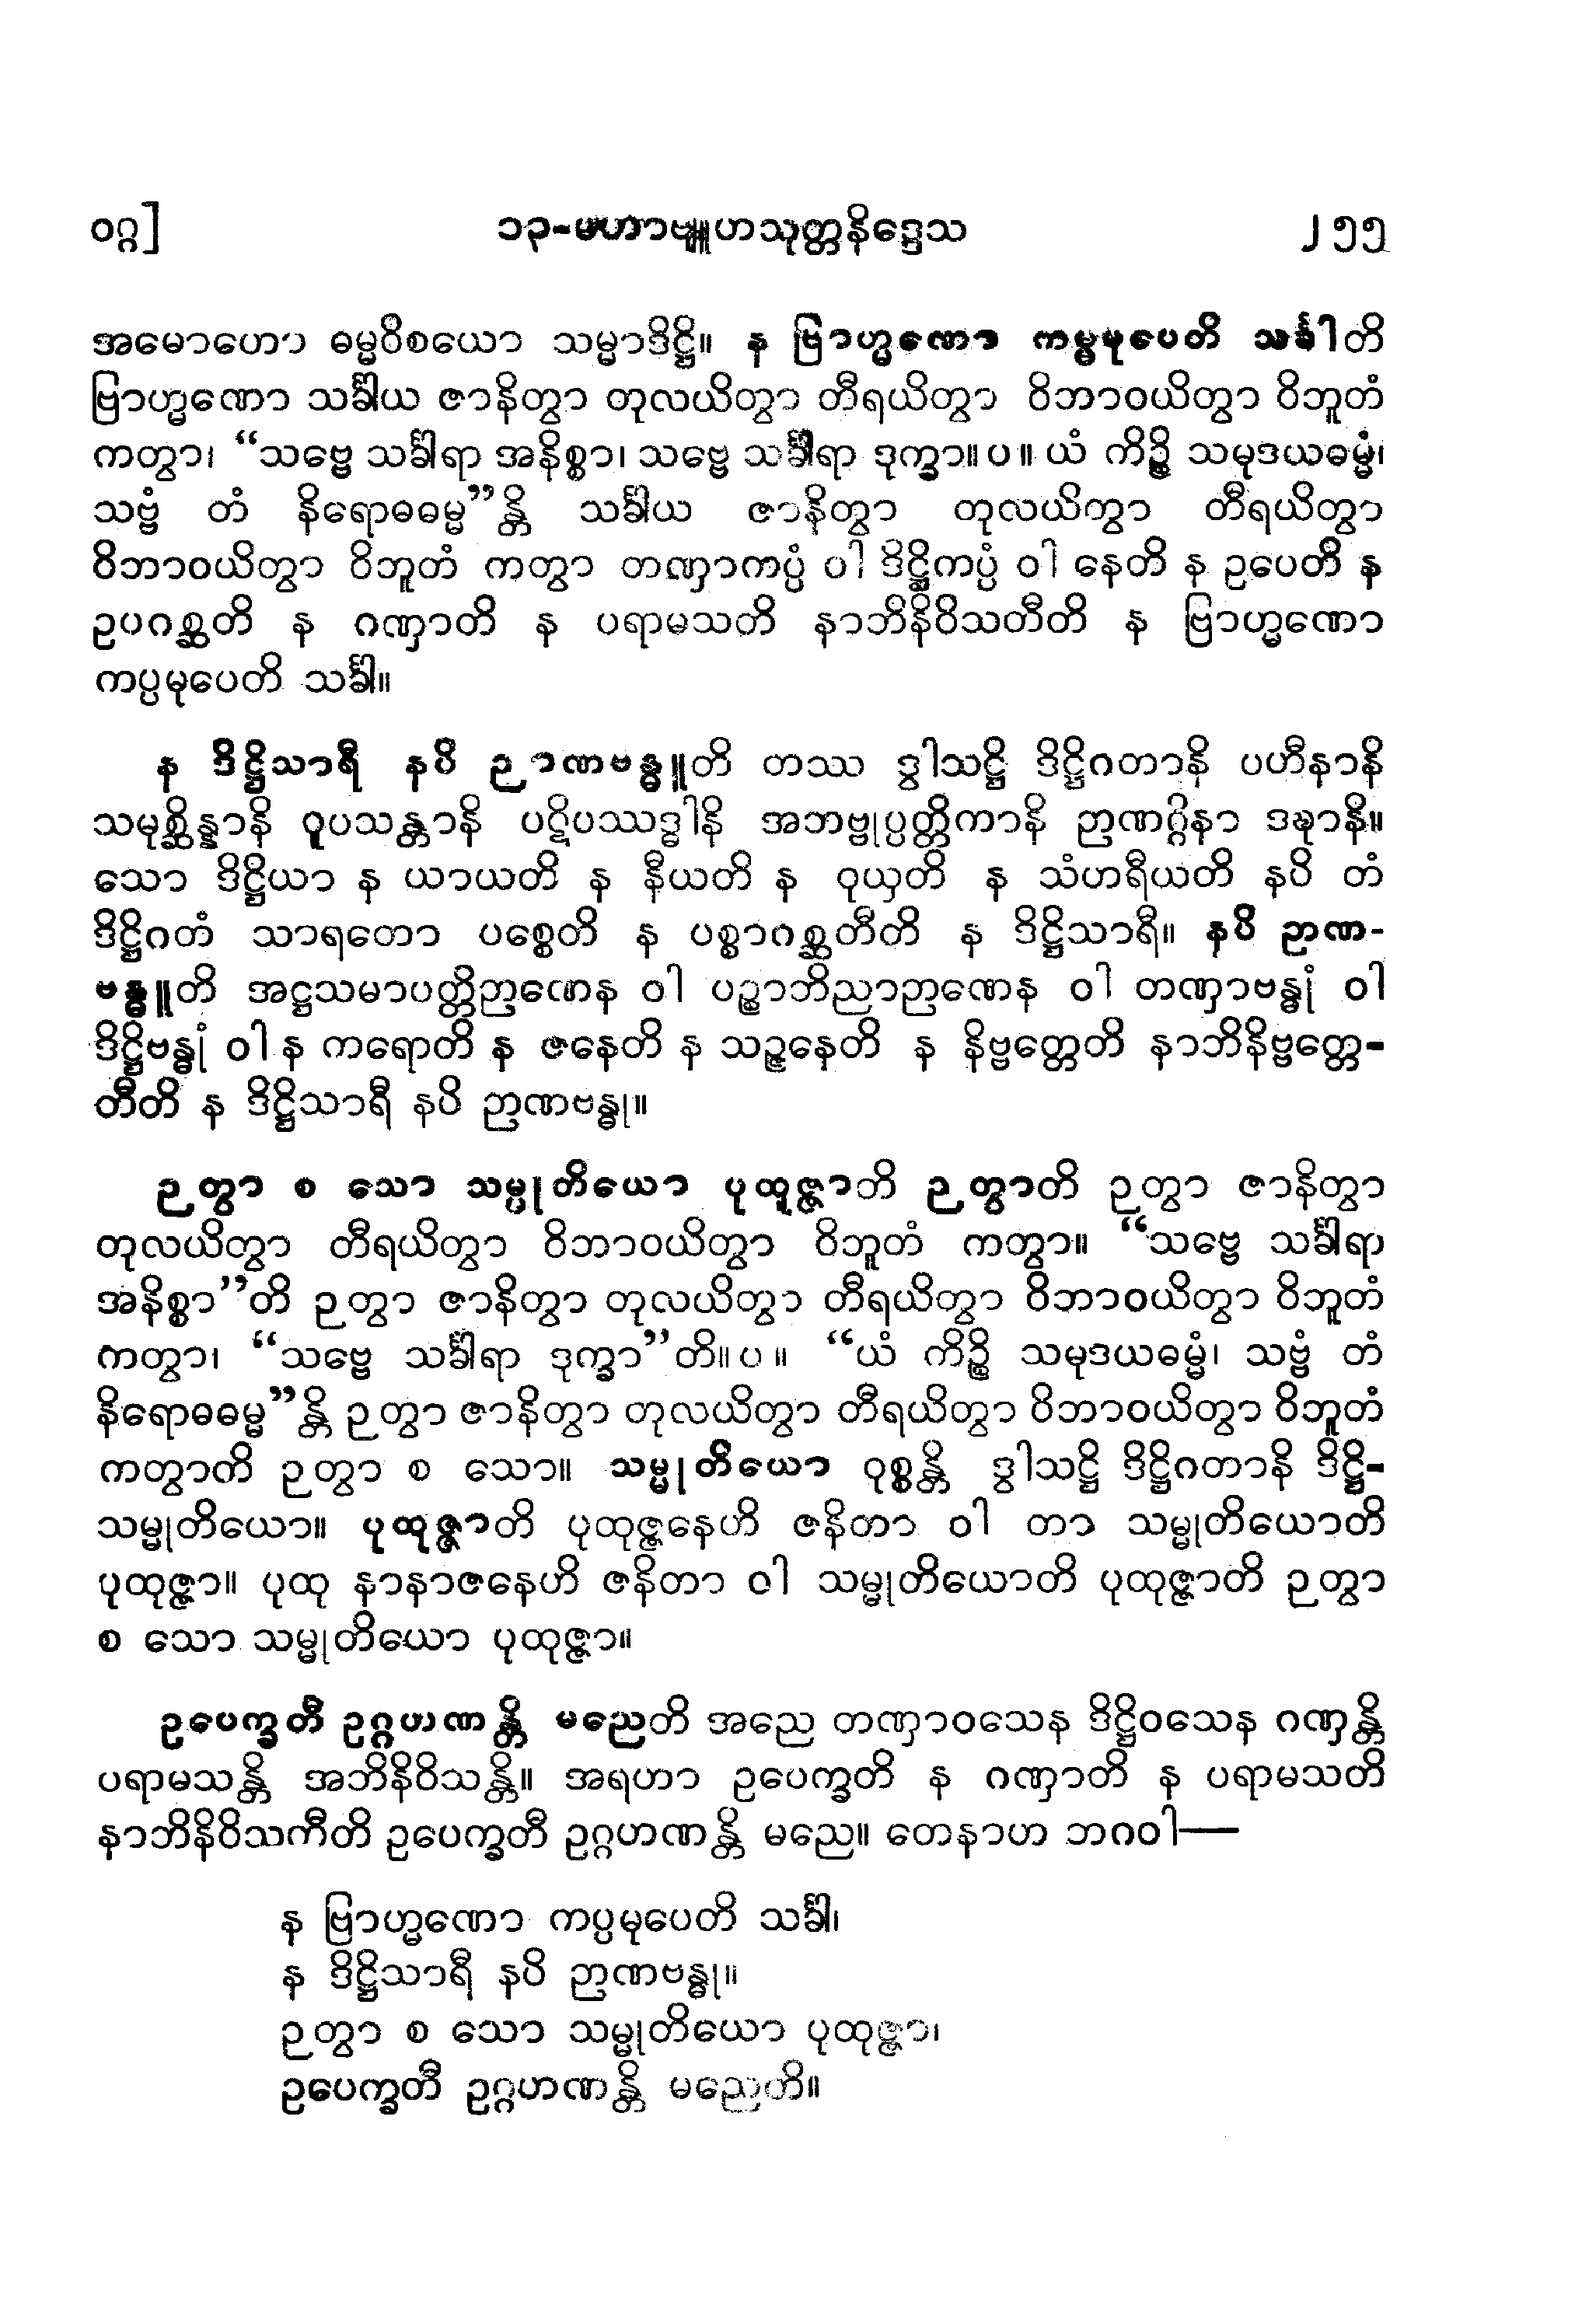 ဝဂ္ဂ]
၁၃-မဟာဗျူဟသုတ္တနိဒ္ဒေသ
၂၅၅
အမောဟော ဓမ္မဝိစယော သမ္မာဒိဋ္ဌိ။ န ဗြာဟ္မဏော ကပ္ပမုပေတိ သင်္ခါတိ
ဗြာဟ္မဏော သင်္ခါယ ဇာနိတွာ တုလယိတွာ တီရယိတွာ ဝိဘာဝယိတွာ ဝိဘူတံ
ကတွာ၊ “သဗ္ဗေ သင်္ခါရာ အနိစ္စာ၊ သဗ္ဗေ သင်္ခါရာ ဒုက္ခာ။ပ။ ယံ ကိဉ္စိ သမုဒယဓမ္မံ၊
သဗ္ဗံ တံ နိရောဓဓမ္မ”န္တိ သင်္ခါယ ဇာနိတွာ တုလယိတွာ တီရယိတွာ
ဝိဘာဝယိတွာ ဝိဘူတံ ကတွာ တဏှာကပ္ပံ ဝါ ဒိဋ္ဌိကပ္ပံ ဝါ နေတိ န ဥပေတိ န
ဥပဂစ္ဆတိ န ဂဏှာတိ န ပရာမသတိ နာဘိနိဝိသတီတိ န ဗြာဟ္မဏော
ကပ္ပမုပေတိ သင်္ခါ။
န ဒိဋ္ဌိသာရီ နပိ ဉာဏဗန္ဓူတိ တဿ ဒွါသဋ္ဌိ ဒိဋ္ဌိဂတာနိ ပဟီနာနိ
သမုစ္ဆိန္နာနိ ဝူပသန္တာနိ ပဋိပဿဒ္ဓါနိ အဘဗ္ဗုပ္ပတ္တိကာနိ ဉာဏဂ္ဂိနာ ဒဍ္ဎာနိ။
သော ဒိဋ္ဌိယာ န ယာယတိ န နီယတိ န ဝုယှတိ န သံဟရီယတိ နပိ တံ
ဒိဋ္ဌိဂတံ သာရတော ပစ္စေတိ န ပစ္စာဂစ္ဆတီတိ န ဒိဋ္ဌိသာရီ။ နပိ ဉာဏ-
ဗန္ဓူတိ အဋ္ဌသမာပတ္တိဉာဏေန ဝါ ပဉ္စာဘိညာဉာဏေန ဝါ တဏှာဗန္ဓုံ ဝါ
ဒိဋ္ဌိဗန္ဓုံ ဝါ န ကရောတိ န ဇနေတိ န သဉ္ဇနေတိ န နိဗ္ဗတ္တေတိ နာဘိနိဗ္ဗတ္တေ-
တီတိ န ဒိဋ္ဌိသာရီ နပိ ဉာဏဗန္ဓု။
ဉတွာ စ သော သမ္မုတိယော ပုထုဇ္ဇာတိ ဉတွာတိ ဉတွာ ဇာနိတွာ
တုလယိတွာ တီရယိတွာ ဝိဘာဝယိတွာ ဝိဘူတံ ကတွာ။ “သဗ္ဗေ သင်္ခါရာ
အနိစ္စာ”တိ ဉတွာ ဇာနိတွာ တုလယိတွာ တီရယိတွာ ဝိဘာဝယိတွာ ဝိဘူတံ
ကတွာ၊ “သဗ္ဗေ သင်္ခါရာ ဒုက္ခာ”တိ။ပ။ “ယံ ကိဉ္စိ သမုဒယဓမ္မံ၊ သဗ္ဗံ တံ
နိရောဓဓမ္မ”န္တိ ဉတွာ ဇာနိတွာ တုလယိတွာ တီရယိတွာ ဝိဘာဝယိတွာ ဝိဘူတံ
ကတွာတိ ဉတွာ စ သော။ သမ္မုတိယော ဝုစ္စန္တိ ဒွါသဋ္ဌိ ဒိဋ္ဌိဂတာနိ ဒိဋ္ဌိ-
သမ္မုတိယော။ ပုထုဇ္ဇာတိ ပုထုဇ္ဇနေဟိ ဇနိတာ ဝါ တာ သမ္မုတိယောတိ
ပုထုဇ္ဇာ။ ပုထု နာနာဇနေဟိ ဇနိတာ ဝါ သမ္မုတိယောတိ ပုထုဇ္ဇာတိ ဉတွာ
စ သော သမ္မုတိယော ပုထုဇ္ဇာ။
ဥပေက္ခတီ ဥဂ္ဂဟဏန္တိ မညေတိ အညေ တဏှာဝသေန ဒိဋ္ဌိဝသေန ဂဏှန္တိ
ပရာမသန္တိ အဘိနိဝိသန္တိ။ အရဟာ ဥပေက္ခတိ န ဂဏှာတိ န ပရာမသတိ
နာဘိနိဝိသတီတိ ဥပေက္ခတီ ဥဂ္ဂဟဏန္တိ မညေ။ တေနာဟ ဘဂဝါ—
န ဗြာဟ္မဏော ကပ္ပမုပေတိ သင်္ခါ၊
န ဒိဋ္ဌိသာရီ နပိ ဉာဏဗန္ဓု။
ဉတွာ စ သော သမ္မုတိယော ပုထုဇ္ဇာ၊
ဥပေက္ခတီ ဥဂ္ဂဟဏန္တိ မညေတိ။